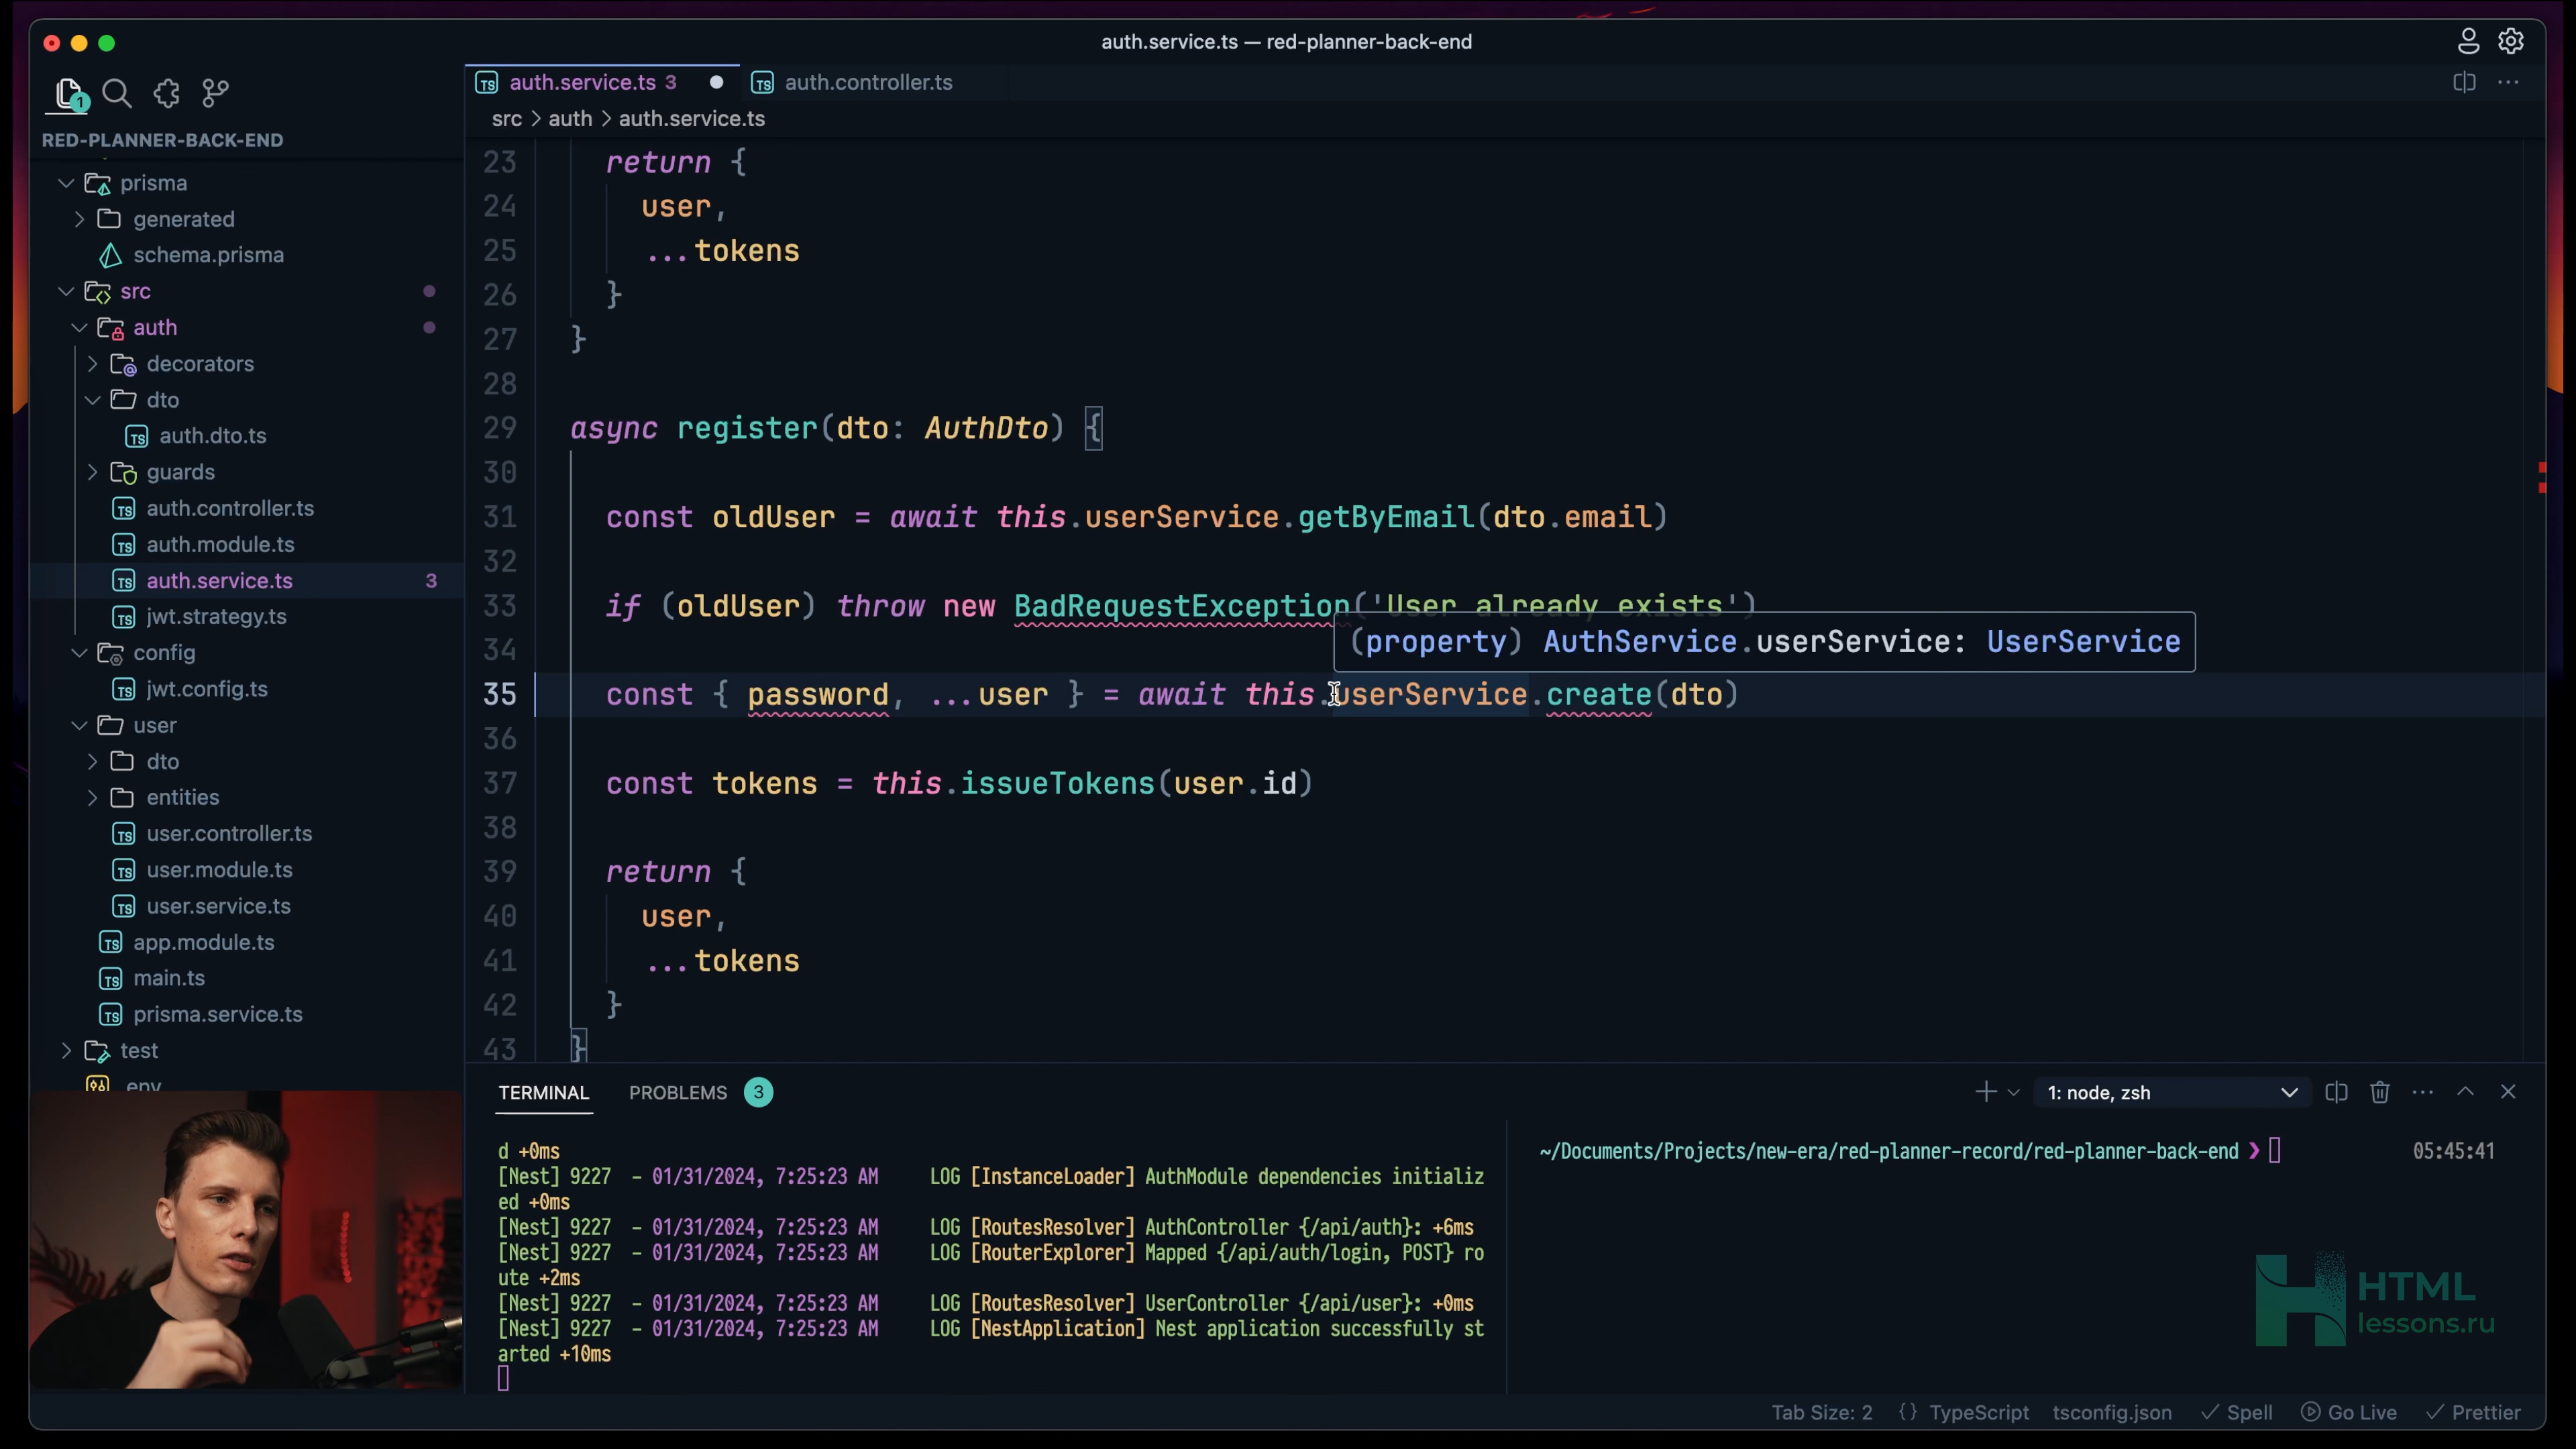 auth.service.ts — red-planner-back-end
1
auth.service.ts 3
auth.controller.ts
RED-PLANNER-BACK-END
src > auth > auth.service.ts
prisma
generated
schema.prisma
src
auth
decorators
dto
auth.dto.ts
guards
auth.controller.ts
auth.module.ts
auth.service.ts 3
jwt.strategy.ts
config
jwt.config.ts
user
dto
entities
user.controller.ts
user.module.ts
user.service.ts
app.module.ts
main.ts
prisma.service.ts
test
.env
23 return {
24 user,
25 ...tokens
26 }
27 }
28
29 async register(dto: AuthDto) {
30
31 const oldUser = await this.userService.getByEmail(dto.email)
32
33 if (oldUser) throw new BadRequestException('User already exists')
34
(property) AuthService.userService: UserService
35 const { password, ...user } = await this.userService.create(dto)
36
37 const tokens = this.issueTokens(user.id)
38
39 return {
40 user,
41 ...tokens
42 }
43 }
TERMINAL PROBLEMS 3
1: node, zsh
d +0ms
[Nest] 9227 - 01/31/2024, 7:25:23 AM LOG [InstanceLoader] AuthModule dependencies initializ
ed +0ms
[Nest] 9227 - 01/31/2024, 7:25:23 AM LOG [RoutesResolver] AuthController {/api/auth}: +6ms
[Nest] 9227 - 01/31/2024, 7:25:23 AM LOG [RouterExplorer] Mapped {/api/auth/login, POST} ro
ute +2ms
[Nest] 9227 - 01/31/2024, 7:25:23 AM LOG [RoutesResolver] UserController {/api/user}: +0ms
[Nest] 9227 - 01/31/2024, 7:25:23 AM LOG [NestApplication] Nest application successfully st
arted +10ms
~/Documents/Projects/new-era/red-planner-record/red-planner-back-end ❯
05:45:41
HTML
lessons.ru
Tab Size: 2 {} TypeScript tsconfig.json ✓ Spell Go Live ✓ Prettier